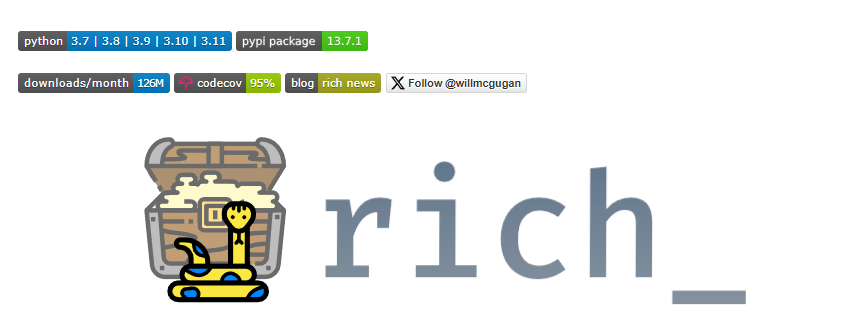 python 3.7 | 3.8 | 3.9 | 3.10 | 3.11 pypi package 13.7.1
downloads/month 126M codecov 95% blog rich news Follow @willmcgugan
rich_